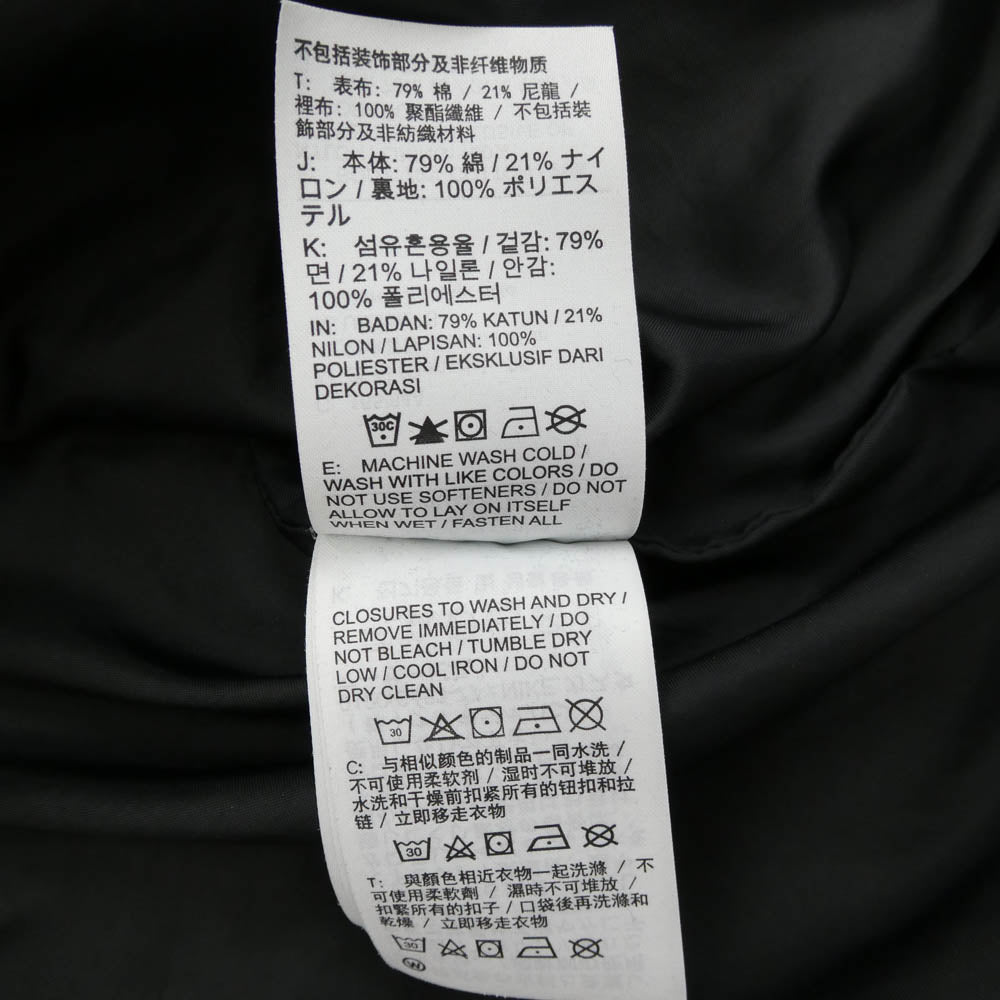 不包括装饰部分及非纤维物质
T: 表布: 79% 棉 / 21% 尼龍 /
裡布: 100% 聚酯纖維 / 不包括裝
飾部分及非紡織材料
J: 本体: 79% 綿 / 21% ナイ
ロン / 裏地: 100% ポリエス
テル
K: 섬유혼용율 / 겉감: 79%
면 / 21% 나일론 / 안감:
100% 폴리에스터
IN: BADAN: 79% KATUN / 21%
NILON / LAPISAN: 100%
POLIESTER / EKSKLUSIF DARI
DEKORASI
30C
E: MACHINE WASH COLD /
WASH WITH LIKE COLORS / DO
NOT USE SOFTENERS / DO NOT
ALLOW TO LAY ON ITSELF
WHEN WET / FASTEN ALL
CLOSURES TO WASH AND DRY /
REMOVE IMMEDIATELY / DO
NOT BLEACH / TUMBLE DRY
LOW / COOL IRON / DO NOT
DRY CLEAN
30
C: 与相似颜色的制品一同水洗 /
不可使用柔软剂 / 湿时不可堆放 /
水洗和干燥前扣紧所有的钮扣和拉
链 / 立即移走衣物
30
T: 與顏色相近衣物一起洗滌 / 不
可使用柔軟劑 / 濕時不可堆放 /
扣緊所有的扣子 / 口袋後再洗滌和
乾燥 / 立即移走衣物
30
W